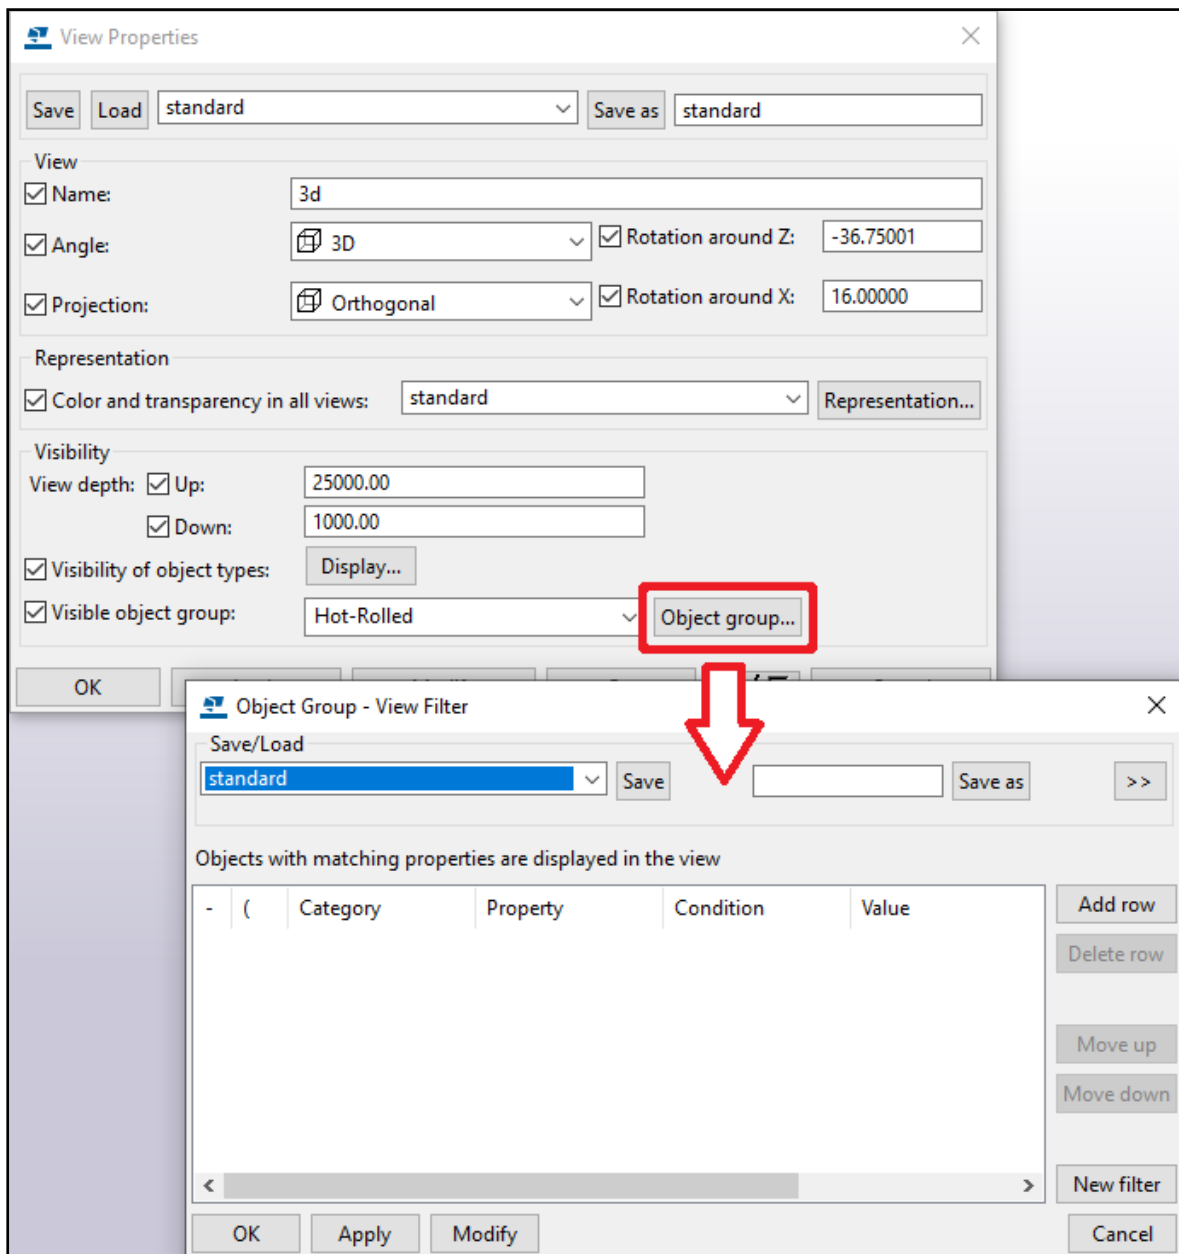 View Properties
Save Load standard Save as standard
View
Name: 3d
Angle: 3D Rotation around Z: -36.75001
Projection: Orthogonal Rotation around X: 16.00000
Representation
Color and transparency in all views: standard Representation...
Visibility
View depth: Up: 25000.00
Down: 1000.00
Visibility of object types: Display...
Visible object group: Hot-Rolled Object group...
OK
Object Group - View Filter
Save/Load
standard Save Save as >>
Objects with matching properties are displayed in the view
- ( Category Property Condition Value
Add row
Delete row
Move up
Move down
New filter
OK Apply Modify Cancel